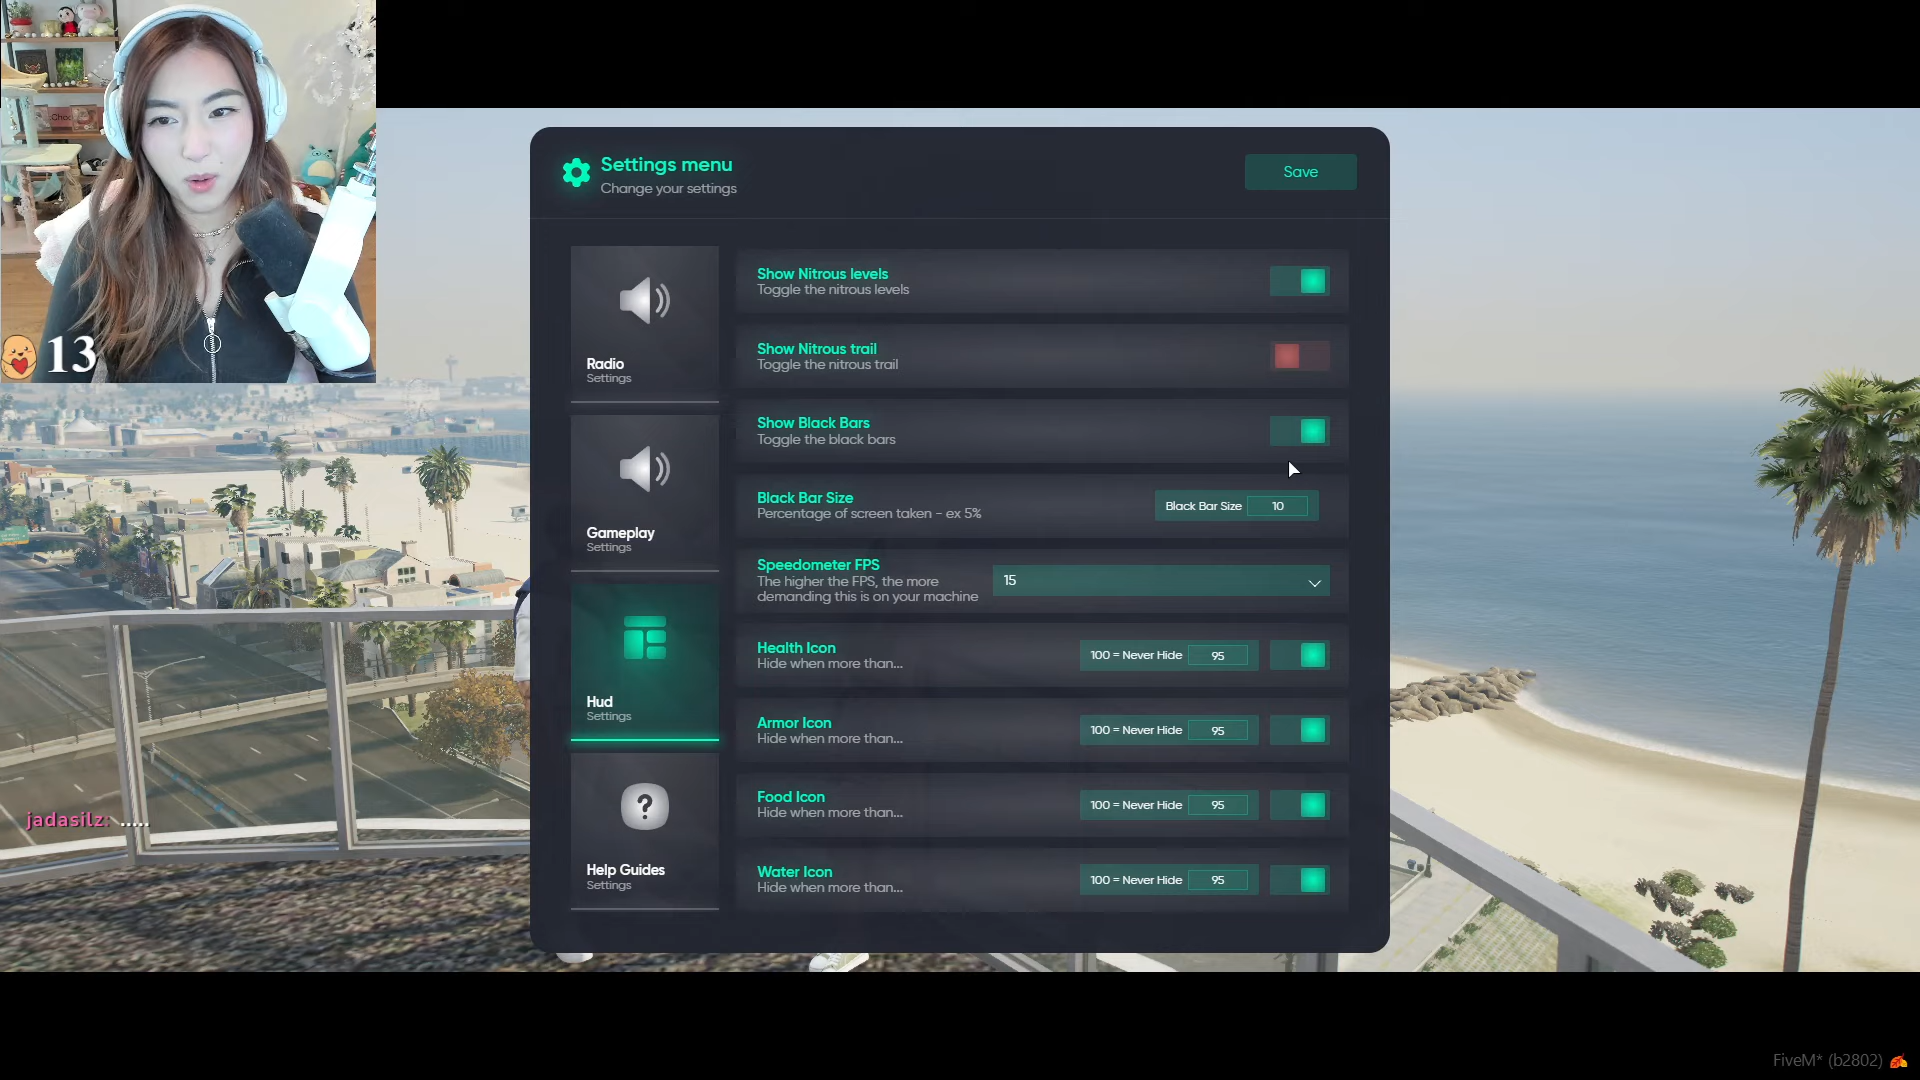 13
Settings menu
Change your settings
Save
Radio
Settings
Gameplay
Settings
Hud
Settings
Help Guides
Settings
Show Nitrous levels
Toggle the nitrous levels
Show Nitrous trail
Toggle the nitrous trail
Show Black Bars
Toggle the black bars
Black Bar Size
Percentage of screen taken - ex 5%
Black Bar Size 10
Speedometer FPS
The higher the FPS, the more
demanding this is on your machine
15
Health Icon
Hide when more than...
100 = Never Hide 95
Armor Icon
Hide when more than...
100 = Never Hide 95
Food Icon
Hide when more than...
100 = Never Hide 95
Water Icon
Hide when more than...
100 = Never Hide 95
jadasilz: .....
FiveM* (b2802)